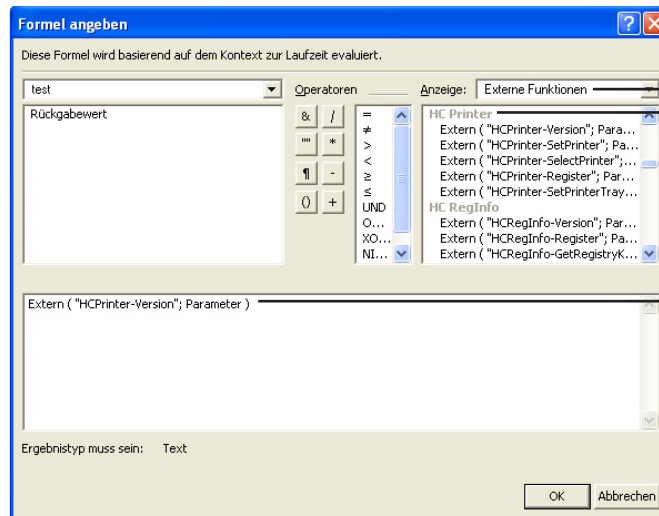 Formel angeben
Diese Formel wird basierend auf dem Kontext zur Laufzeit evaluiert.
test
Operatoren
Anzeige: Externe Funktionen
Rückgabewert
& /
"" *
¶ -
() +
=
≠
>
<
≥
≤
UND
O...
XO...
NI...
HC Printer
Extern ( "HCPrinter-Version"; Para...
Extern ( "HCPrinter-SetPrinter"; Pa...
Extern ( "HCPrinter-SelectPrinter";...
Extern ( "HCPrinter-Register"; Par...
Extern ( "HCPrinter-SetPrinterTray...
HC RegInfo
Extern ( "HCRegInfo-Version"; Par...
Extern ( "HCRegInfo-Register"; Pa...
Extern ( "HCRegInfo-GetRegistryK...
Extern ( "HCPrinter-Version"; Parameter )
Ergebnistyp muss sein: Text
OK Abbrechen